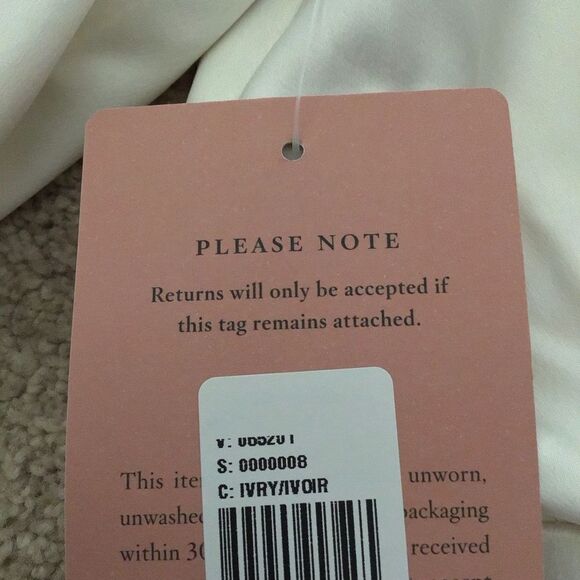 PLEASE NOTE
Returns will only be accepted if
this tag remains attached.
V: 065201
S: 0000008
C: IVRY/IVOIR
This unworn,
packaging
within received